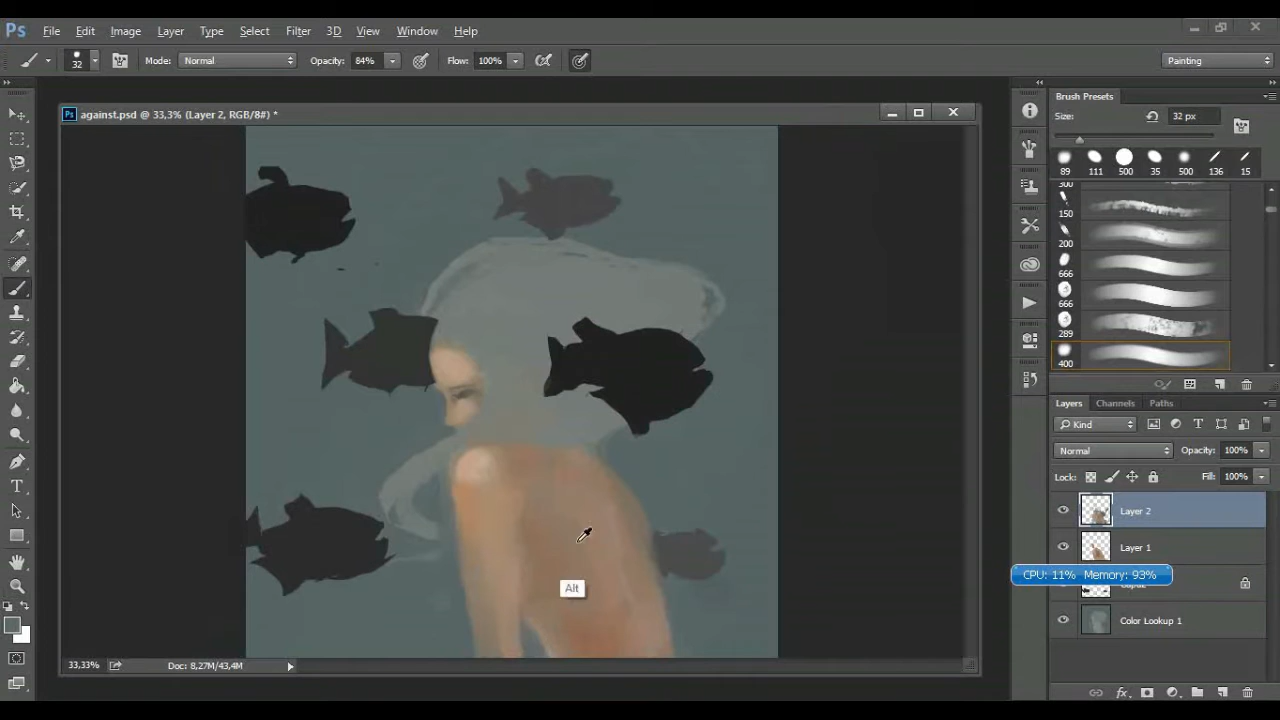 Ps File Edit Image Layer Type Select Filter 3D View Window Help
32 Mode: Normal Opacity: 84% Flow: 100% Painting
Ps against.psd @ 33,3% (Layer 2, RGB/8#) *
Brush Presets
Size: 32 px
89 111 500 35 500 136 15
300
150
200
666
666
289
400
Layers Channels Paths
Kind
Normal Opacity: 100%
Lock: Fill: 100%
Layer 2
Layer 1
CPU: 11% Memory: 93%
Alt
Color Lookup 1
33,33% Doc: 8,27M/43,4M
T
fx